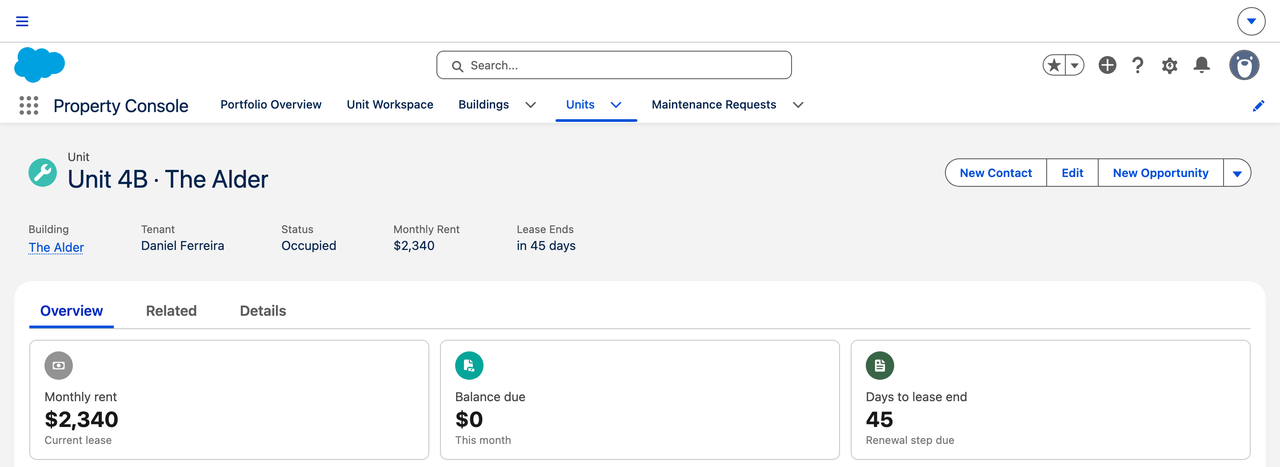 Search...
Property Console
Portfolio Overview
Unit Workspace
Buildings
Units
Maintenance Requests
Unit
Unit 4B · The Alder
New Contact
Edit
New Opportunity
Building
The Alder
Tenant
Daniel Ferreira
Status
Occupied
Monthly Rent
$2,340
Lease Ends
in 45 days
Overview
Related
Details
Monthly rent
$2,340
Current lease
Balance due
$0
This month
Days to lease end
45
Renewal step due